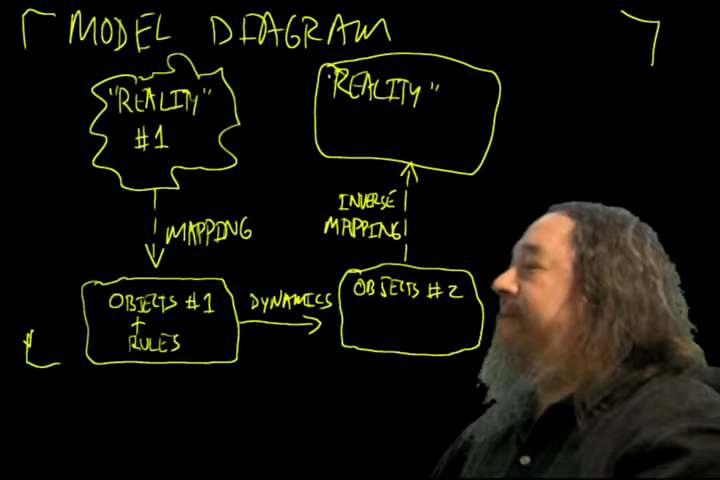 MODEL DIAGRAM
"REALITY"
#1
"REALITY"
MAPPING
INVERSE
MAPPING
OBJECTS #1
+
RULES
DYNAMICS
OBJECTS #2